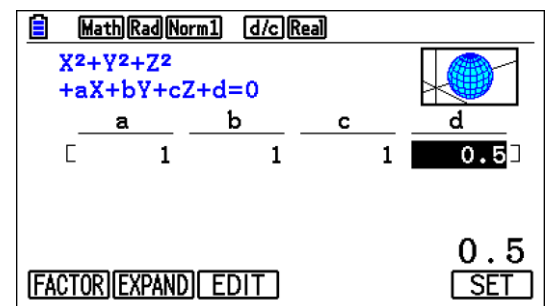 Math Rad Norm1 d/c Real
X²+Y²+Z²
+aX+bY+cZ+d=0
a b c d
[ 1 1 1 0.5]
0.5
FACTOR EXPAND EDIT SET